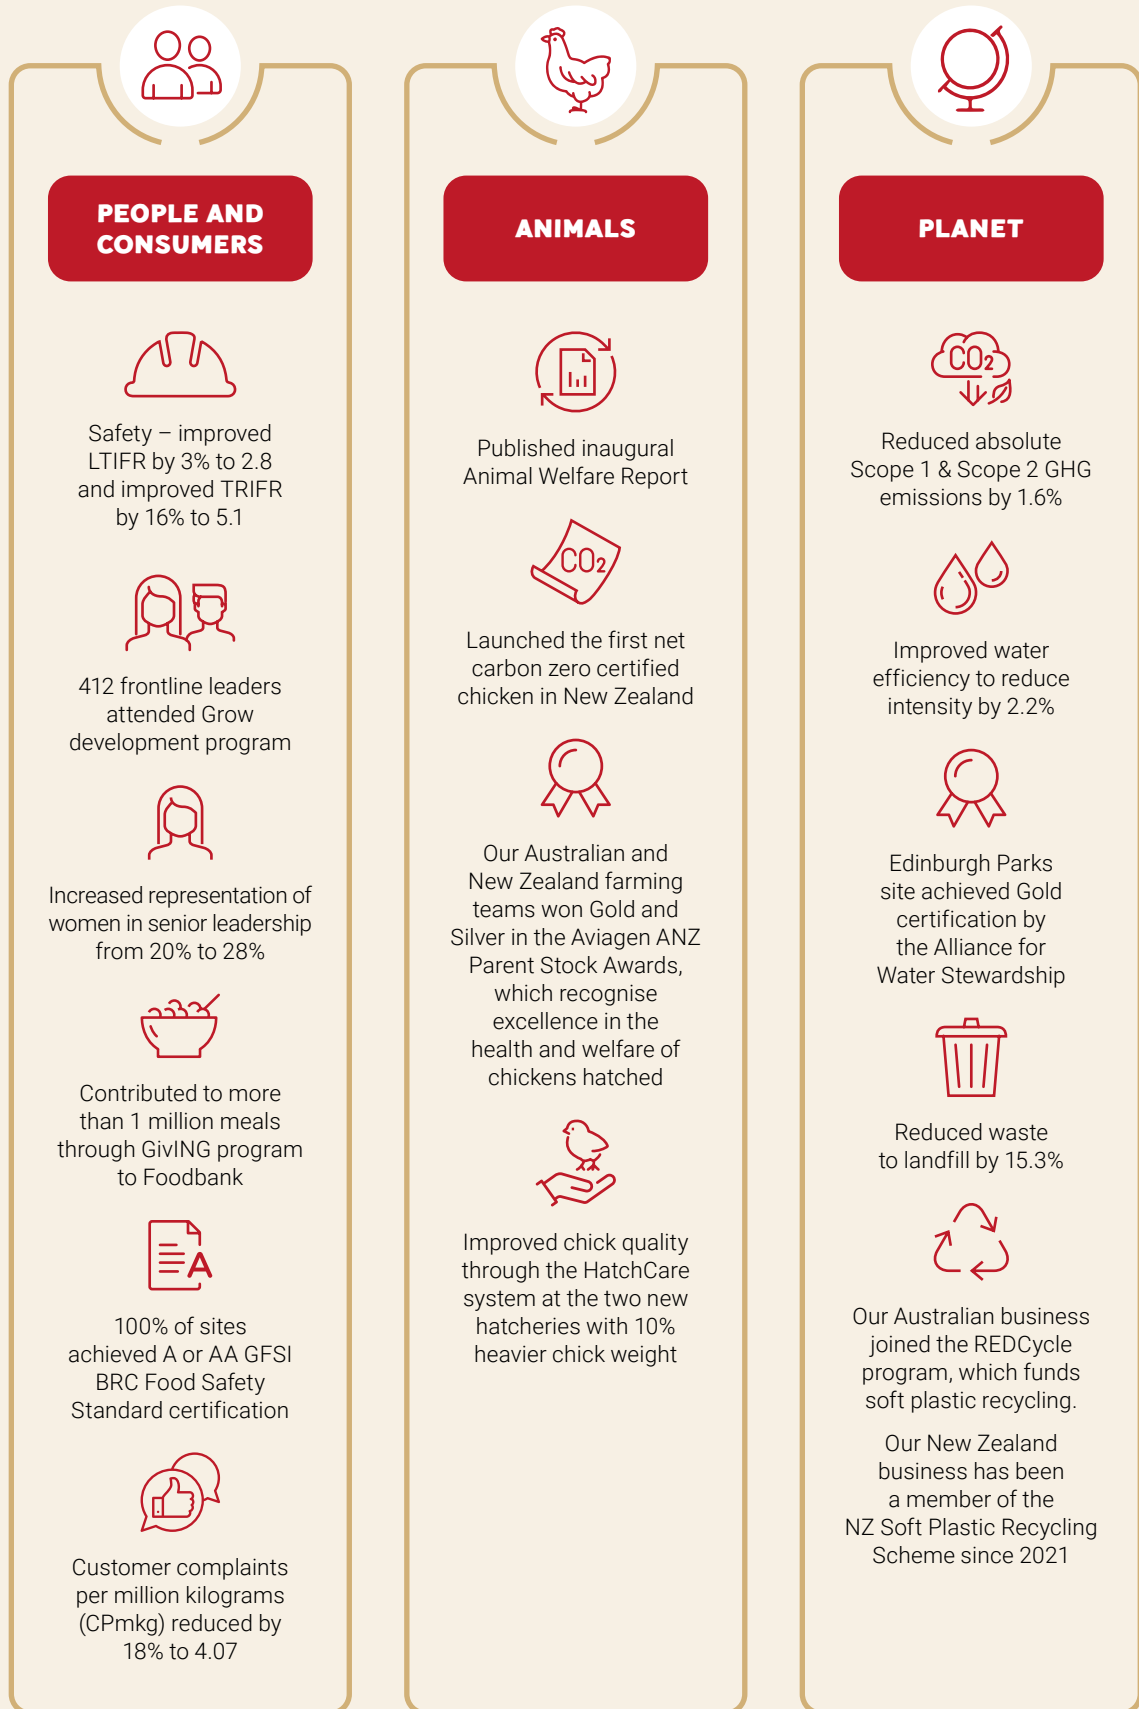 PEOPLE AND
CONSUMERS
Safety – improved
LTIFR by 3% to 2.8
and improved TRIFR
by 16% to 5.1
412 frontline leaders
attended Grow
development program
Increased representation of
women in senior leadership
from 20% to 28%
Contributed to more
than 1 million meals
through GivING program
to Foodbank
A
100% of sites
achieved A or AA GFSI
BRC Food Safety
Standard certification
Customer complaints
per million kilograms
(CPmkg) reduced by
18% to 4.07
ANIMALS
Published inaugural
Animal Welfare Report
CO2
Launched the first net
carbon zero certified
chicken in New Zealand
Our Australian and
New Zealand farming
teams won Gold and
Silver in the Aviagen ANZ
Parent Stock Awards,
which recognise
excellence in the
health and welfare of
chickens hatched
Improved chick quality
through the HatchCare
system at the two new
hatcheries with 10%
heavier chick weight
PLANET
CO2
Reduced absolute
Scope 1 & Scope 2 GHG
emissions by 1.6%
Improved water
efficiency to reduce
intensity by 2.2%
Edinburgh Parks
site achieved Gold
certification by
the Alliance for
Water Stewardship
Reduced waste
to landfill by 15.3%
Our Australian business
joined the REDCycle
program, which funds
soft plastic recycling.
Our New Zealand
business has been
a member of the
NZ Soft Plastic Recycling
Scheme since 2021